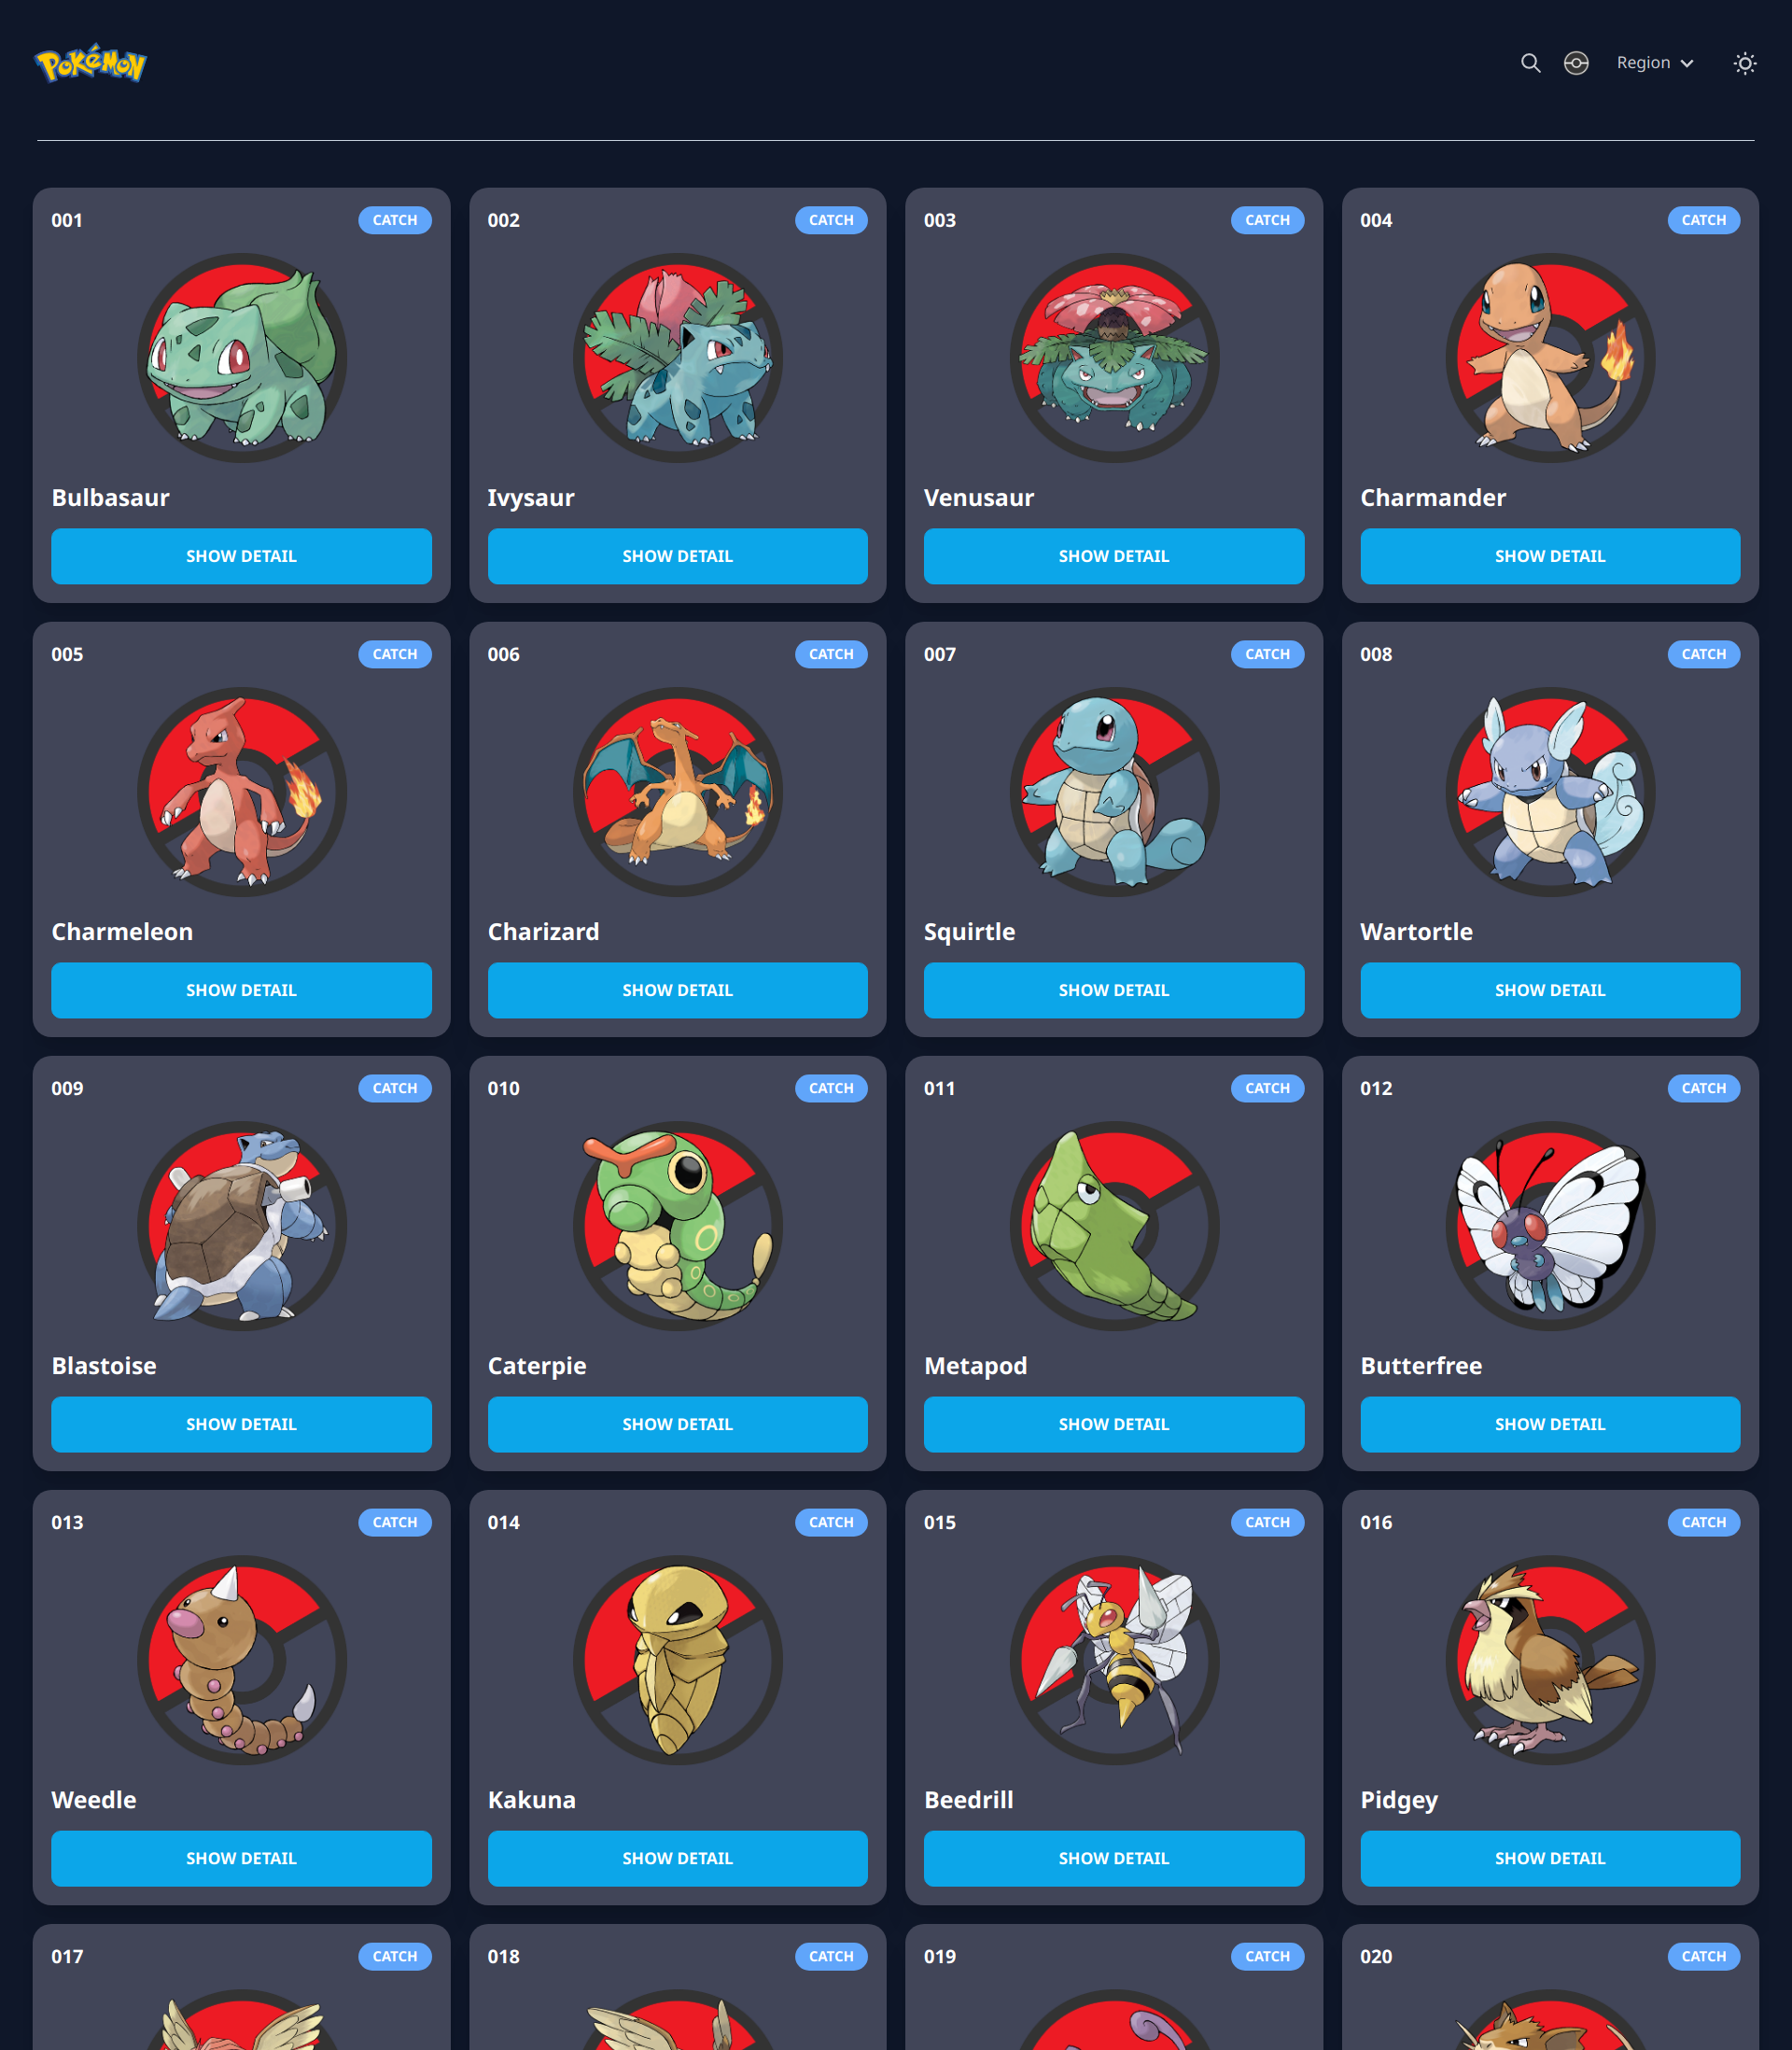 POKéMON
Region
001 CATCH 002 CATCH 003 CATCH 004 CATCH
Bulbasaur Ivysaur Venusaur Charmander
SHOW DETAIL SHOW DETAIL SHOW DETAIL SHOW DETAIL
005 CATCH 006 CATCH 007 CATCH 008 CATCH
Charmeleon Charizard Squirtle Wartortle
SHOW DETAIL SHOW DETAIL SHOW DETAIL SHOW DETAIL
009 CATCH 010 CATCH 011 CATCH 012 CATCH
Blastoise Caterpie Metapod Butterfree
SHOW DETAIL SHOW DETAIL SHOW DETAIL SHOW DETAIL
013 CATCH 014 CATCH 015 CATCH 016 CATCH
Weedle Kakuna Beedrill Pidgey
SHOW DETAIL SHOW DETAIL SHOW DETAIL SHOW DETAIL
017 CATCH 018 CATCH 019 CATCH 020 CATCH